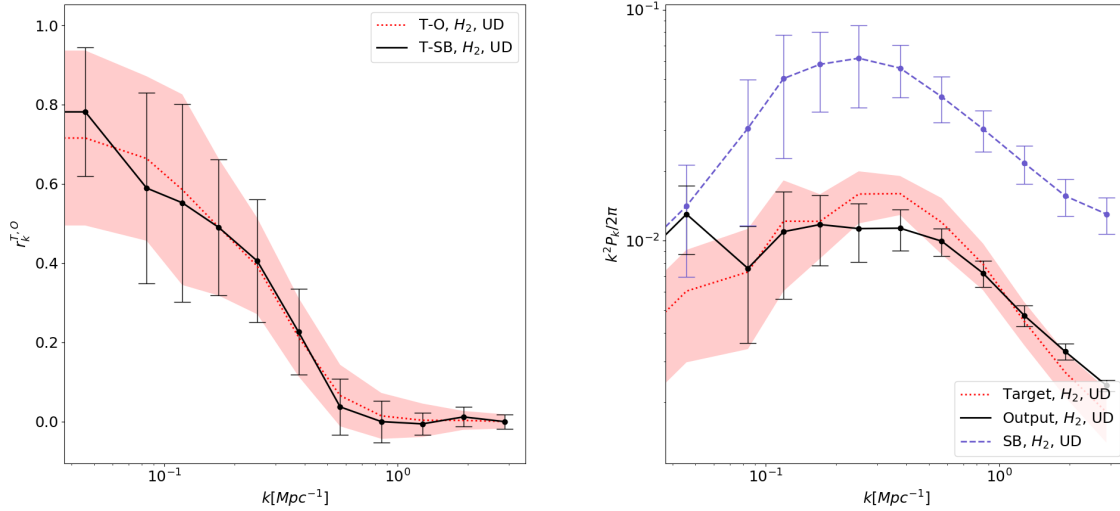 1.0
0.8
0.6
0.4
0.2
0.0
r_k^{T,O}
10^{-1}
10^0
k[Mpc^{-1}]
T-O, H_2, UD
T-SB, H_2, UD
10^{-1}
10^{-2}
k^2P_k/2π
10^{-1}
10^0
k[Mpc^{-1}]
Target, H_2, UD
Output, H_2, UD
SB, H_2, UD